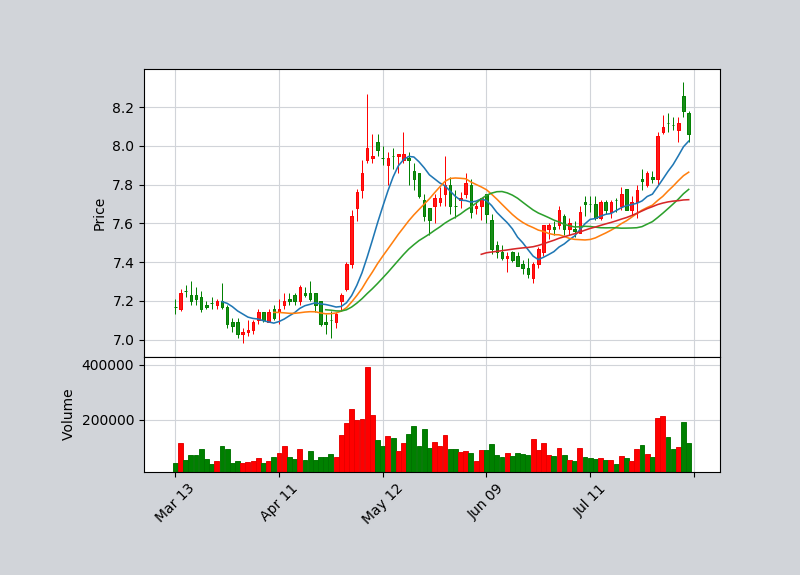 Price
8.2
8.0
7.8
7.6
7.4
7.2
7.0
Volume
400000
200000
Mar 13
Apr 11
May 12
Jun 09
Jul 11